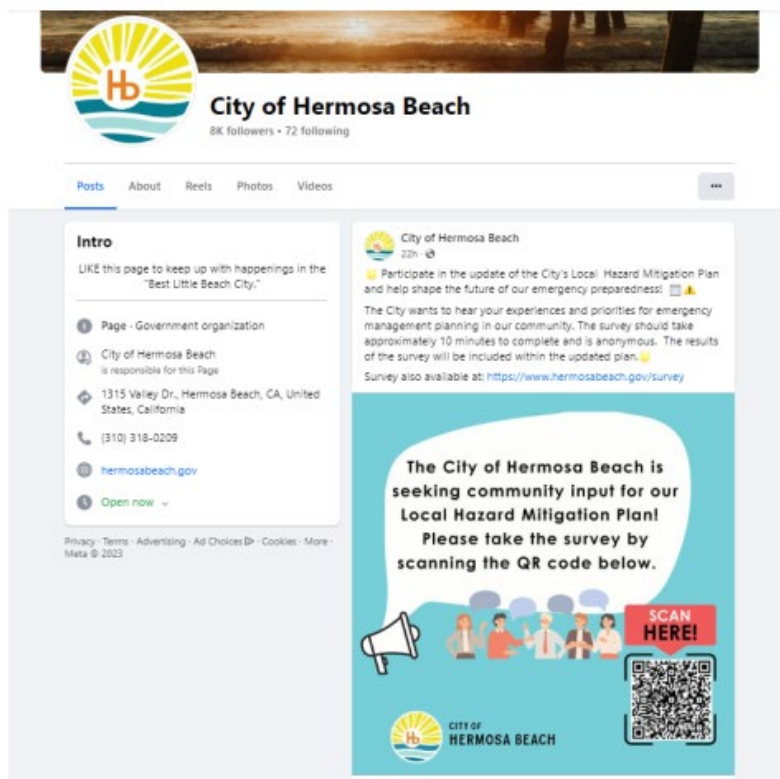 Hb
City of Hermosa Beach
8K followers • 72 following
Posts About Reels Photos Videos
Intro
LIKE this page to keep up with happenings in the
"Best Little Beach City."
Page · Government organization
City of Hermosa Beach
is responsible for this Page
1315 Valley Dr., Hermosa Beach, CA, United
States, California
(310) 318-0209
hermosabeach.gov
Open now
Privacy · Terms · Advertising · Ad Choices · Cookies · More ·
Meta © 2023
City of Hermosa Beach
22h ·
Participate in the update of the City's Local Hazard Mitigation Plan
and help shape the future of our emergency preparedness!
The City wants to hear your experiences and priorities for emergency
management planning in our community. The survey should take
approximately 10 minutes to complete and is anonymous. The results
of the survey will be included within the updated plan.
Survey also available at: https://www.hermosabeach.gov/survey
The City of Hermosa Beach is
seeking community input for our
Local Hazard Mitigation Plan!
Please take the survey by
scanning the QR code below.
SCAN
HERE!
Hb
CITY OF
HERMOSA BEACH